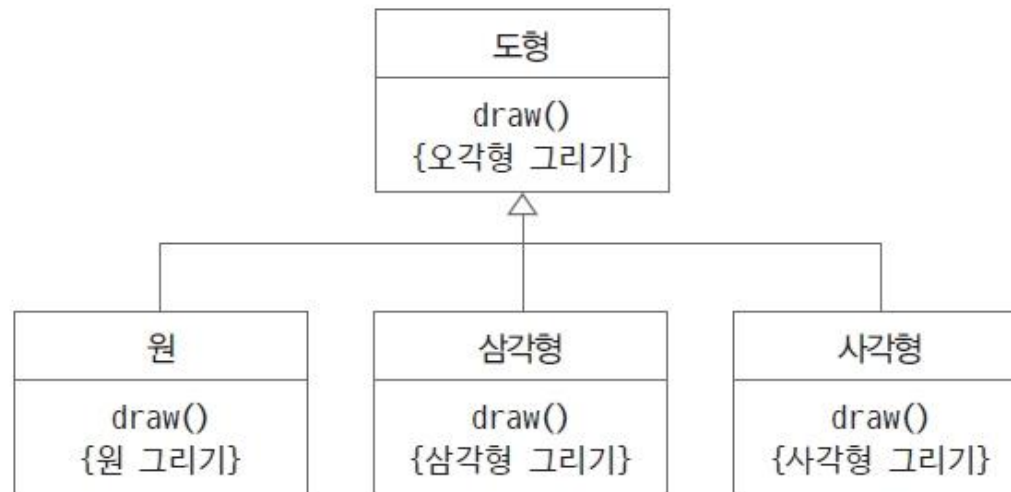 도형
draw()
{오각형 그리기}
원
draw()
{원 그리기}
삼각형
draw()
{삼각형 그리기}
사각형
draw()
{사각형 그리기}